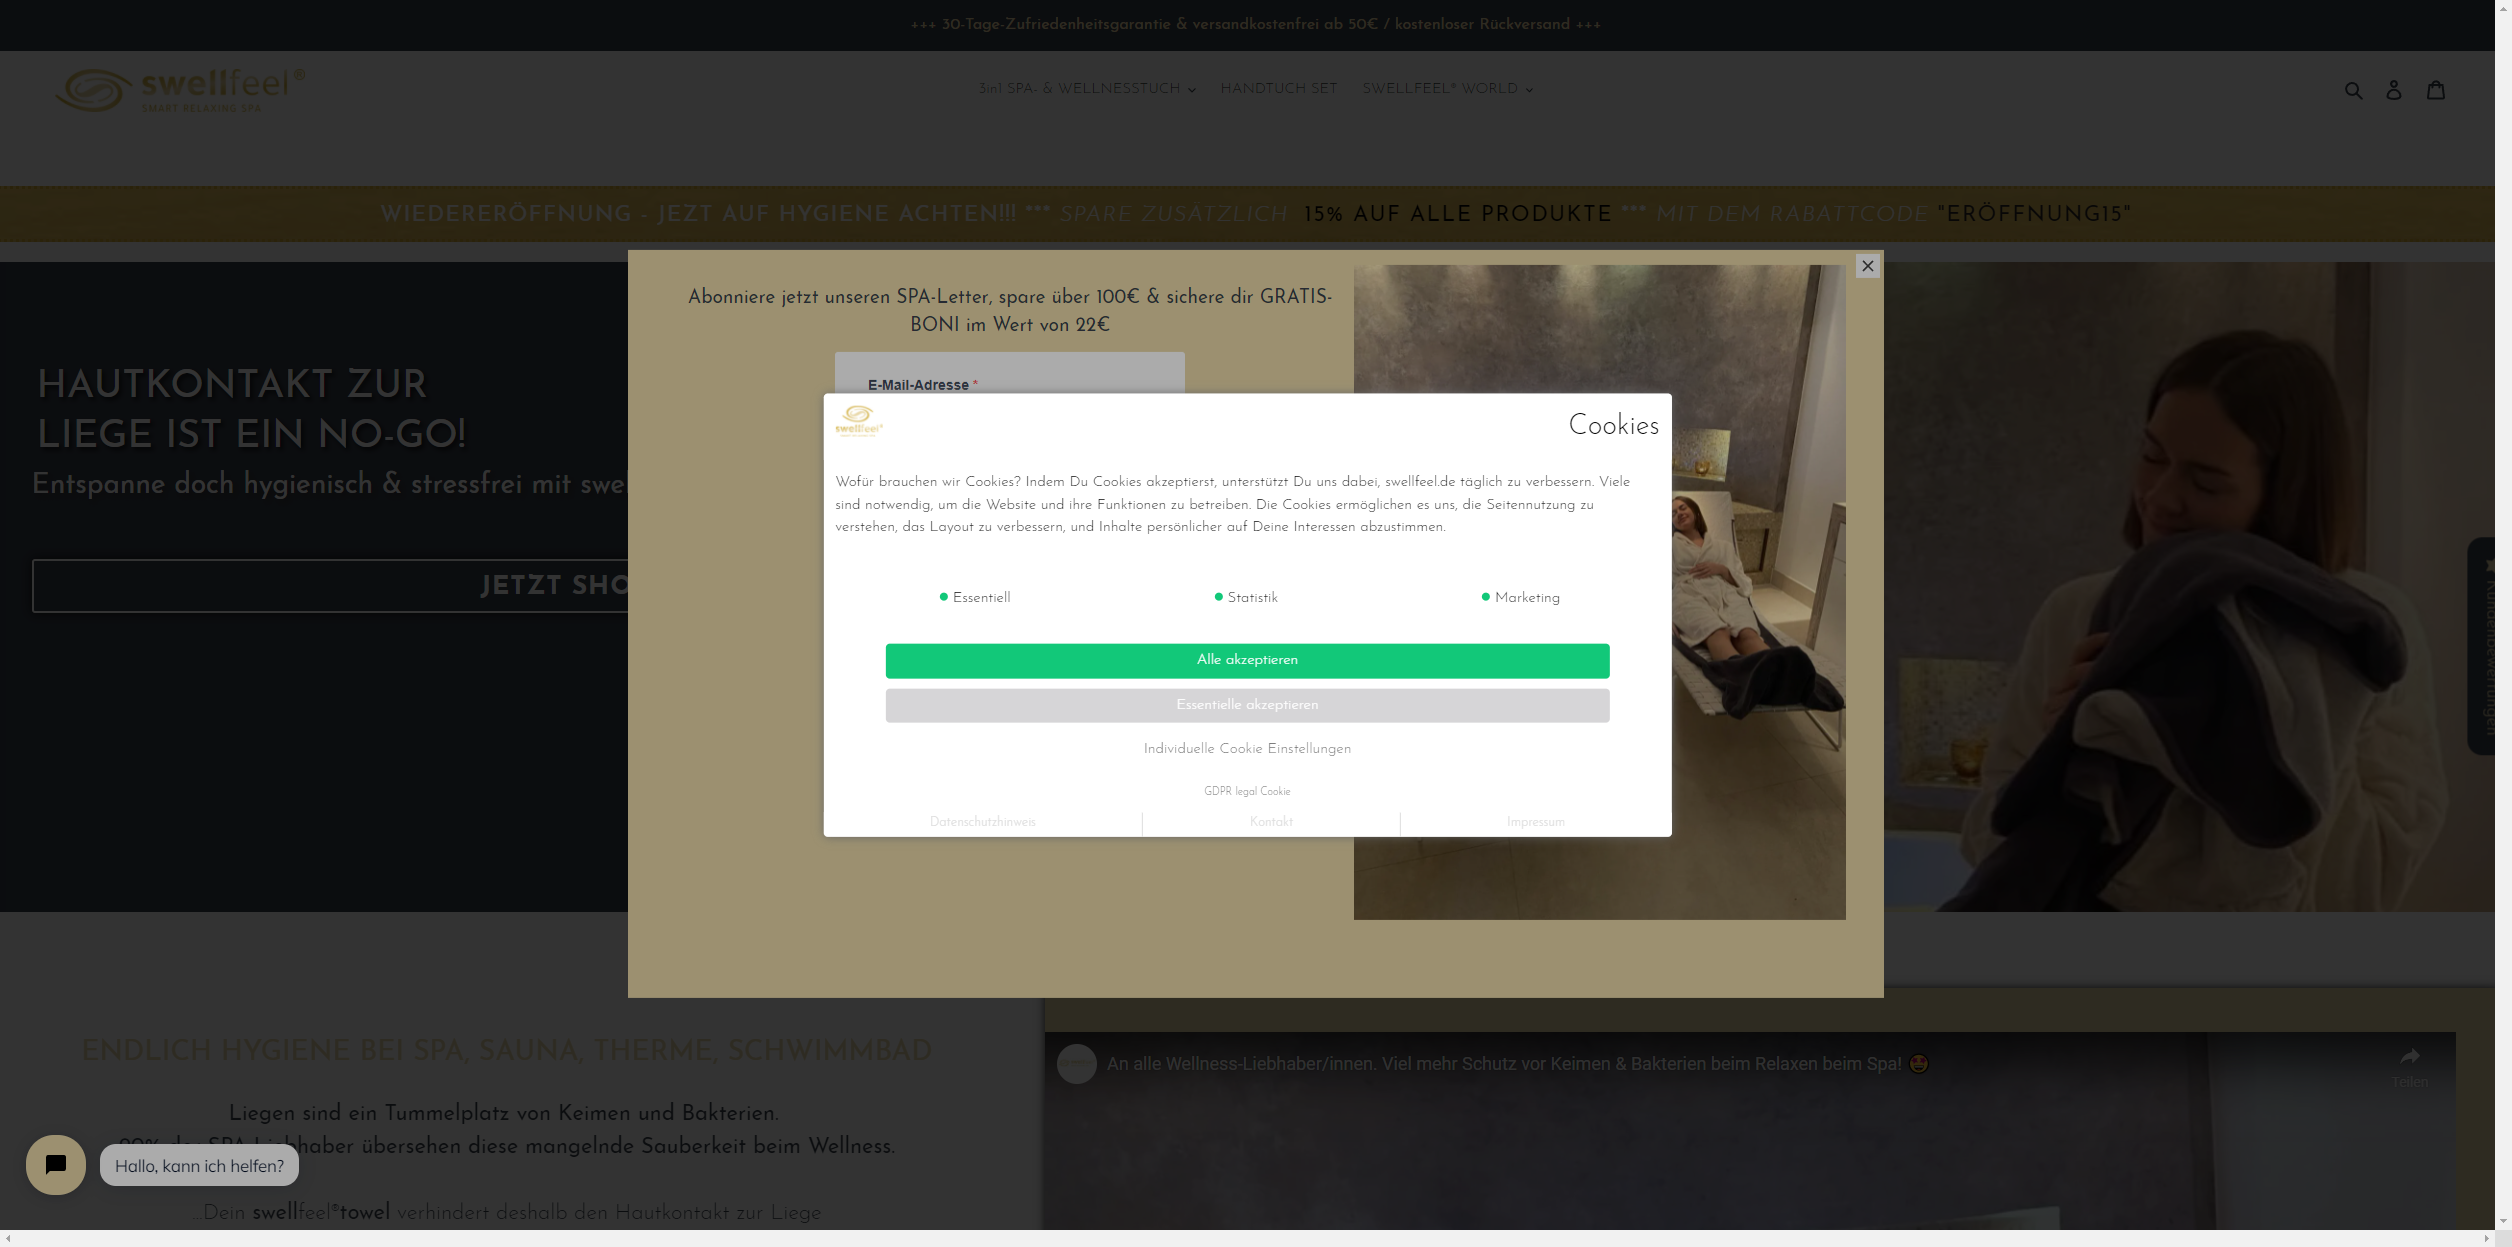 +++ 30-Tage-Zufriedenheitsgarantie & versandkostenfrei ab 50€ / kostenloser Rückversand +++
swellfeel®
SMART RELAXING SPA
3in1 SPA- & WELLNESSTUCH
HANDTUCH SET
SWELLFEEL® WORLD
WIEDERERÖFFNUNG - JEZT AUF HYGIENE ACHTEN!!! *** SPARE ZUSÄTZLICH 15% AUF ALLE PRODUKTE *** MIT DEM RABATTCODE "ERÖFFNUNG15"
Abonniere jetzt unseren SPA-Letter, spare über 100€ & sichere dir GRATIS-
BONI im Wert von 22€
E-Mail-Adresse *
HAUTKONTAKT ZUR
LIEGE IST EIN NO-GO!
Entspanne doch hygienisch & stressfrei mit swel
JETZT SHO
swellfeel®
Cookies
Wofür brauchen wir Cookies? Indem Du Cookies akzeptierst, unterstützt Du uns dabei, swellfeel.de täglich zu verbessern. Viele
sind notwendig, um die Website und ihre Funktionen zu betreiben. Die Cookies ermöglichen es uns, die Seitennutzung zu
verstehen, das Layout zu verbessern, und Inhalte persönlicher auf Deine Interessen abzustimmen.
Essentiell
Statistik
Marketing
Alle akzeptieren
Essentielle akzeptieren
Individuelle Cookie Einstellungen
GDPR legal Cookie
Datenschutzhinweis
Kontakt
Impressum
Kundenbewertungen
ENDLICH HYGIENE BEI SPA, SAUNA, THERME, SCHWIMMBAD
Liegen sind ein Tummelplatz von Keimen und Bakterien.
90% der SPA-Liebhaber übersehen diese mangelnde Sauberkeit beim Wellness.
Hallo, kann ich helfen?
...Dein swellfeel®towel verhindert deshalb den Hautkontakt zur Liege
An alle Wellness-Liebhaber/innen. Viel mehr Schutz vor Keimen & Bakterien beim Relaxen beim Spa! 🤩
Teilen